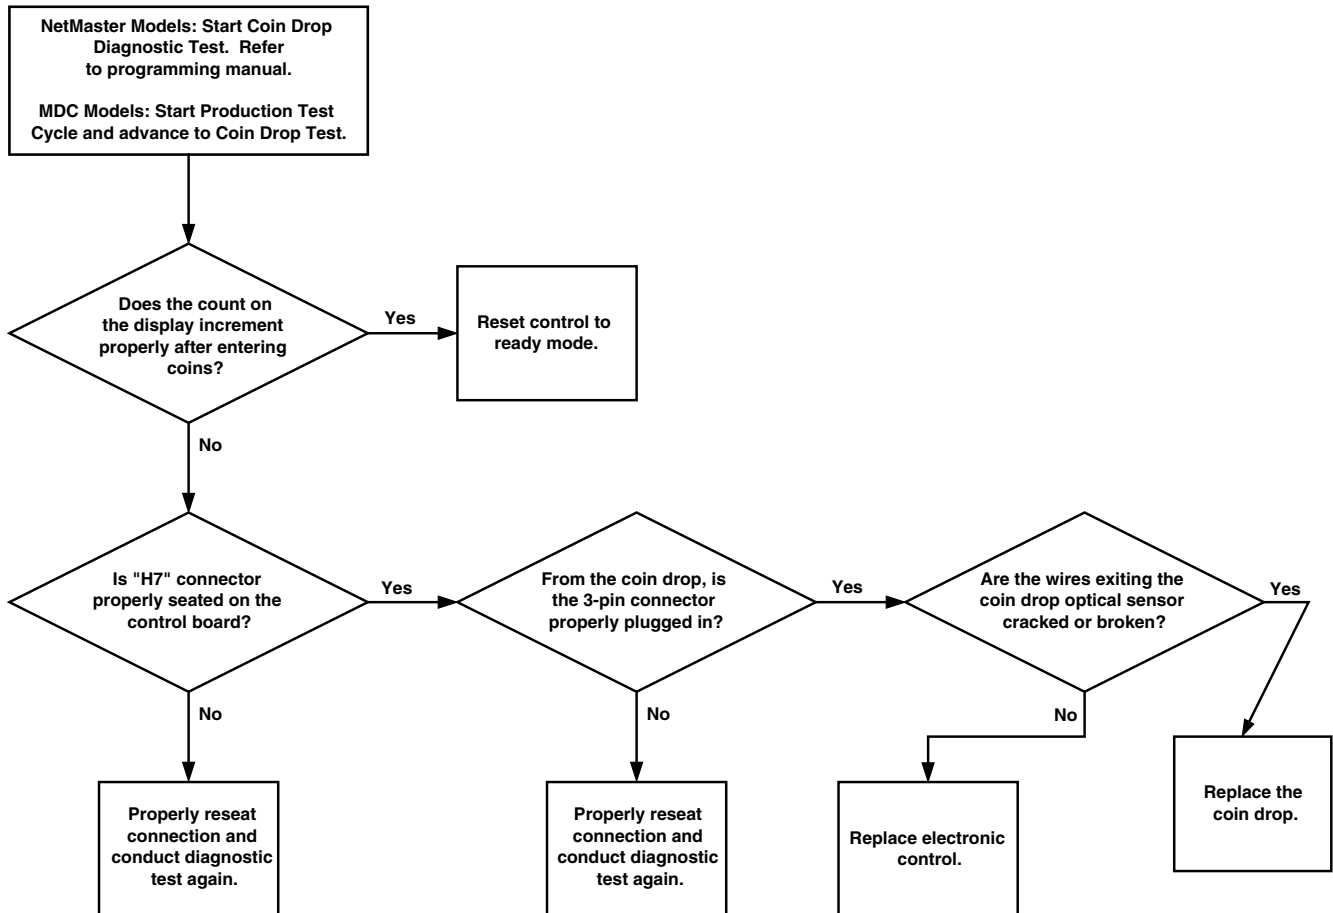 NetMaster Models: Start Coin Drop
Diagnostic Test. Refer
to programming manual.
MDC Models: Start Production Test
Cycle and advance to Coin Drop Test.
Does the count on
the display increment
properly after entering
coins?
Yes
Reset control to
ready mode.
No
Is "H7" connector
properly seated on the
control board?
Yes
From the coin drop, is
the 3-pin connector
properly plugged in?
Yes
Are the wires exiting the
coin drop optical sensor
cracked or broken?
Yes
No
No
No
Properly reseat
connection and
conduct diagnostic
test again.
Properly reseat
connection and
conduct diagnostic
test again.
Replace electronic
control.
Replace the
coin drop.